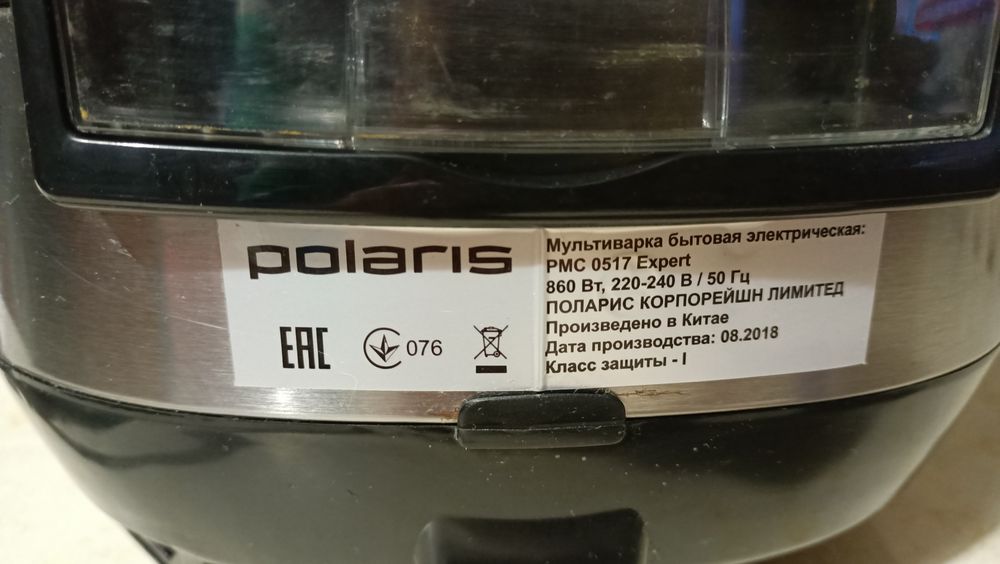 polaris
EAC 076
Мультиварка бытовая электрическая:
PMC 0517 Expert
860 Вт, 220-240 В / 50 Гц
ПОЛАРИС КОРПОРЕЙШН ЛИМИТЕД
Произведено в Китае
Дата производства: 08.2018
Класс защиты - I